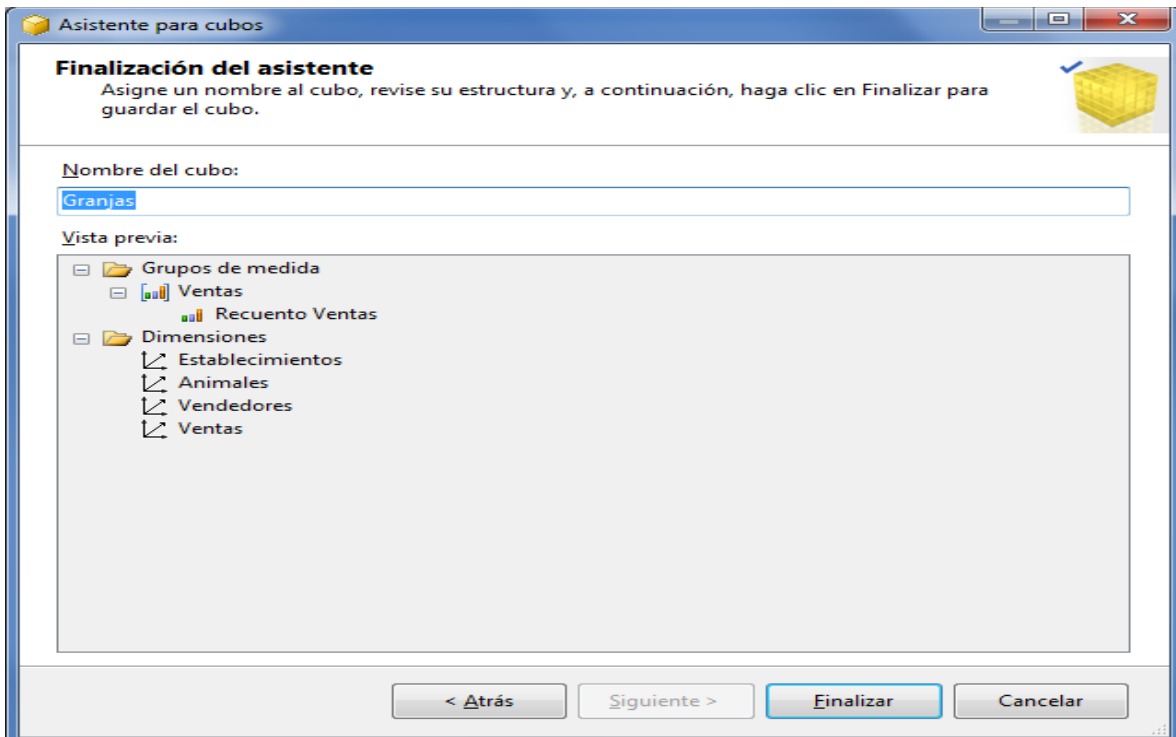 Asistente para cubos
Finalización del asistente
Asigne un nombre al cubo, revise su estructura y, a continuación, haga clic en Finalizar para
guardar el cubo.
Nombre del cubo:
Granjas
Vista previa:
Grupos de medida
Ventas
Recuento Ventas
Dimensiones
Establecimientos
Animales
Vendedores
Ventas
< Atrás
Siguiente >
Finalizar
Cancelar